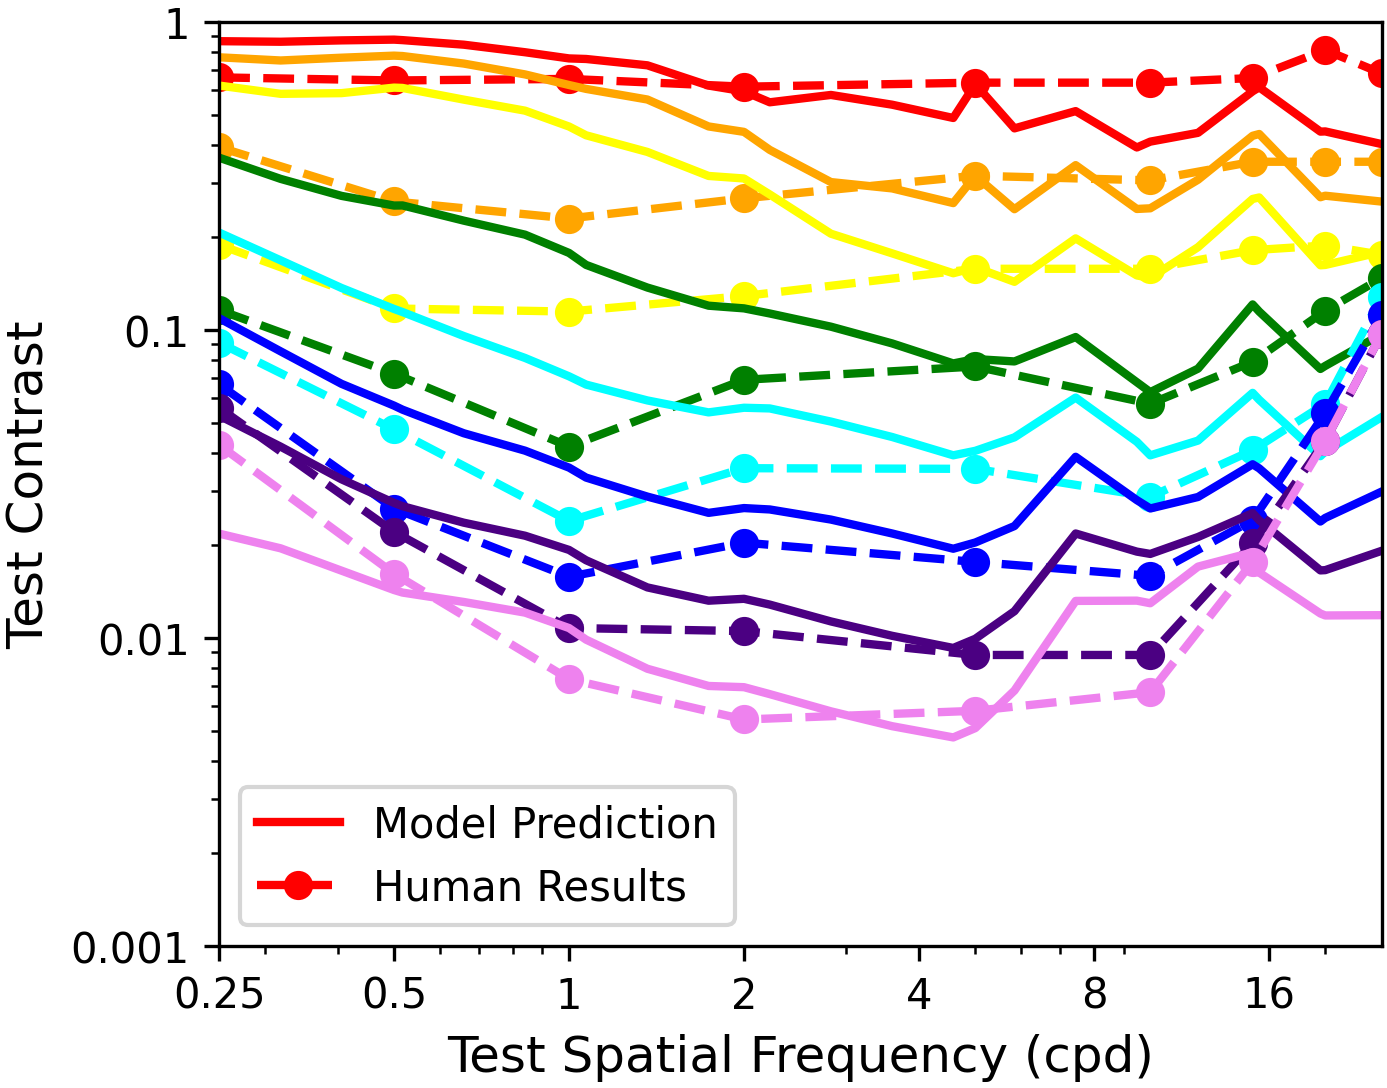 1
0.1
0.01
0.001
Test Contrast
Model Prediction
Human Results
0.25 0.5 1 2 4 8 16
Test Spatial Frequency (cpd)